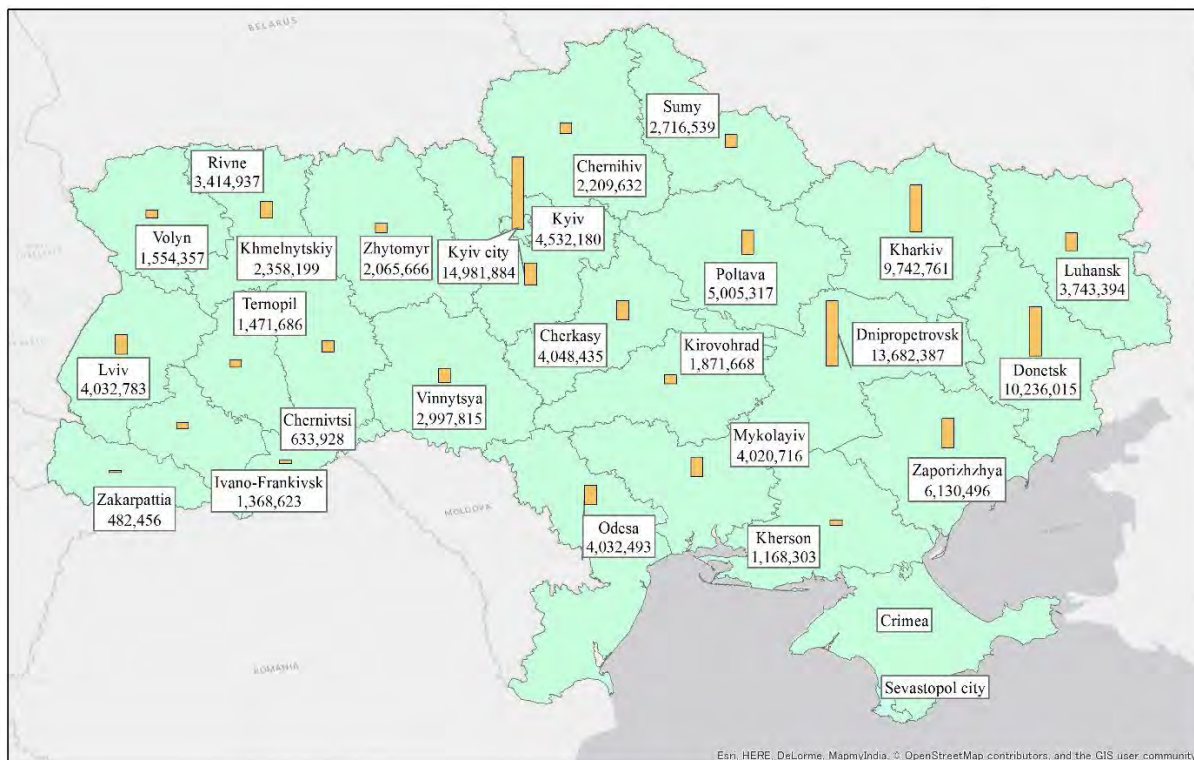 BELARUS
Sumy
2,716,539
Rivne
3,414,937
Chernihiv
2,209,632
Volyn
1,554,357
Khmelnytskiy
2,358,199
Zhytomyr
2,065,666
Kyiv city
14,981,884
Kyiv
4,532,180
Poltava
5,005,317
Kharkiv
9,742,761
Luhansk
3,743,394
Ternopil
1,471,686
Lviv
4,032,783
Cherkasy
4,048,435
Kirovohrad
1,871,668
Dnipropetrovsk
13,682,387
Donetsk
10,236,015
Vinnytsya
2,997,815
Chernivtsi
633,928
Mykolayiv
4,020,716
Zaporizhzhya
6,130,496
Zakarpattia
482,456
Ivano-Frankivsk
1,368,623
MOLDOVA
Odesa
4,032,493
Kherson
1,168,303
Crimea
ROMANIA
Sevastopol city
Esri, HERE, DeLorme, MapmyIndia, © OpenStreetMap contributors, and the GIS user community